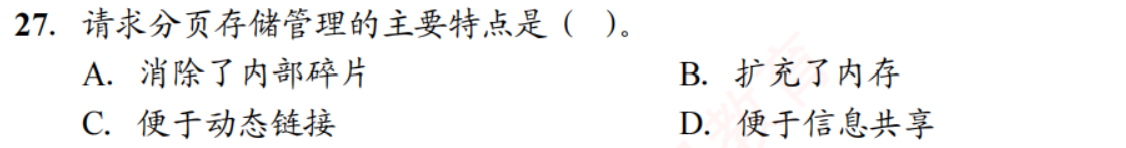 27. 请求分页存储管理的主要特点是（ ）。
A. 消除了内部碎片 B. 扩充了内存
C. 便于动态链接 D. 便于信息共享